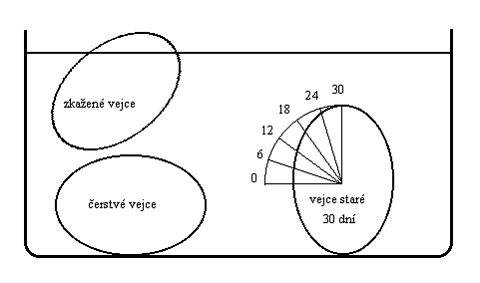 zkažené vejce
30
24
18
12
6
0
čerstvé vejce
vejce staré
30 dní